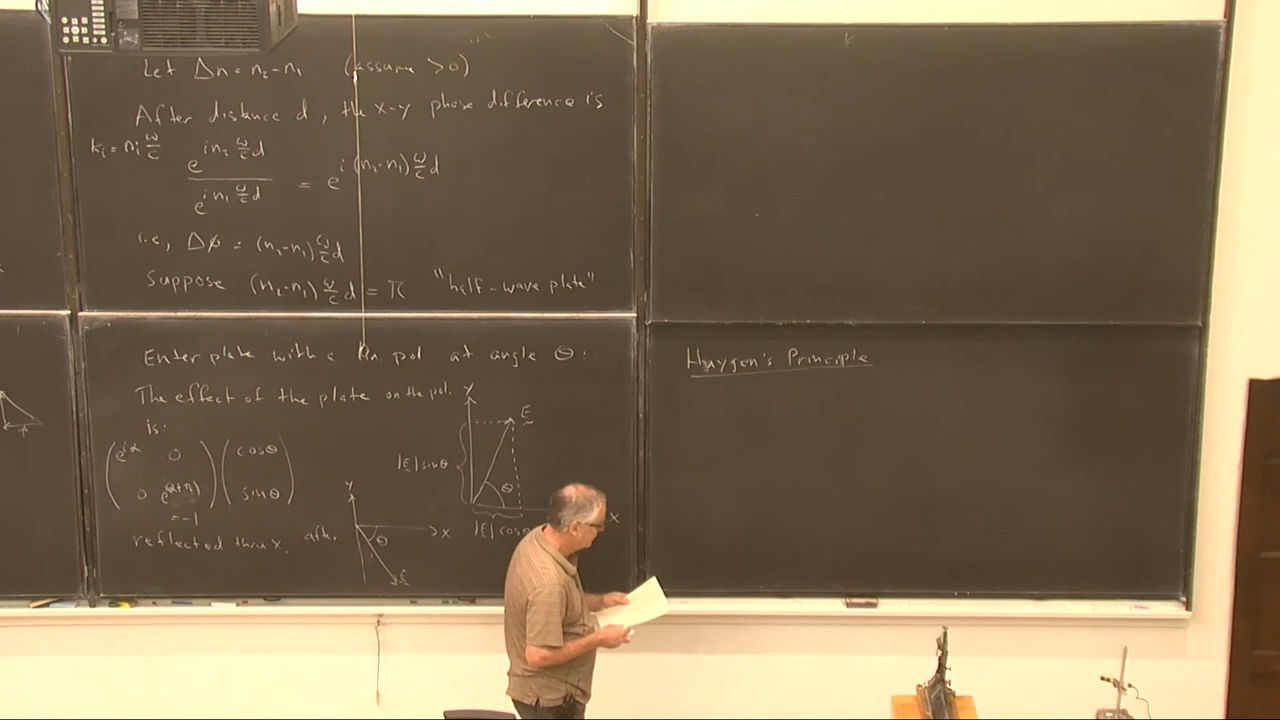 Let Δn = n₂-n₁ (assume >0)
After distance d, the x-y phase difference is
kᵢ = nᵢ ω/c
e^{i n₂ ω/c d} / e^{i n₁ ω/c d} = e^{i (n₂-n₁) ω/c d}
i.e., Δφ = (n₂-n₁) ω/c d
Suppose (n₂-n₁) ω/c d = π "half-wave plate"
Enter plate with a lin. pol at angle Θ:
The effect of the plate on the pol.
is:
(e^{iα} 0) (cosΘ)
(0 e^{i(α+π)}) (sinΘ)
=-1
reflected thru x. after
y
x
Θ
E
y
E
|E| sinΘ
Θ
x
|E| cosΘ
Huygen's Principle